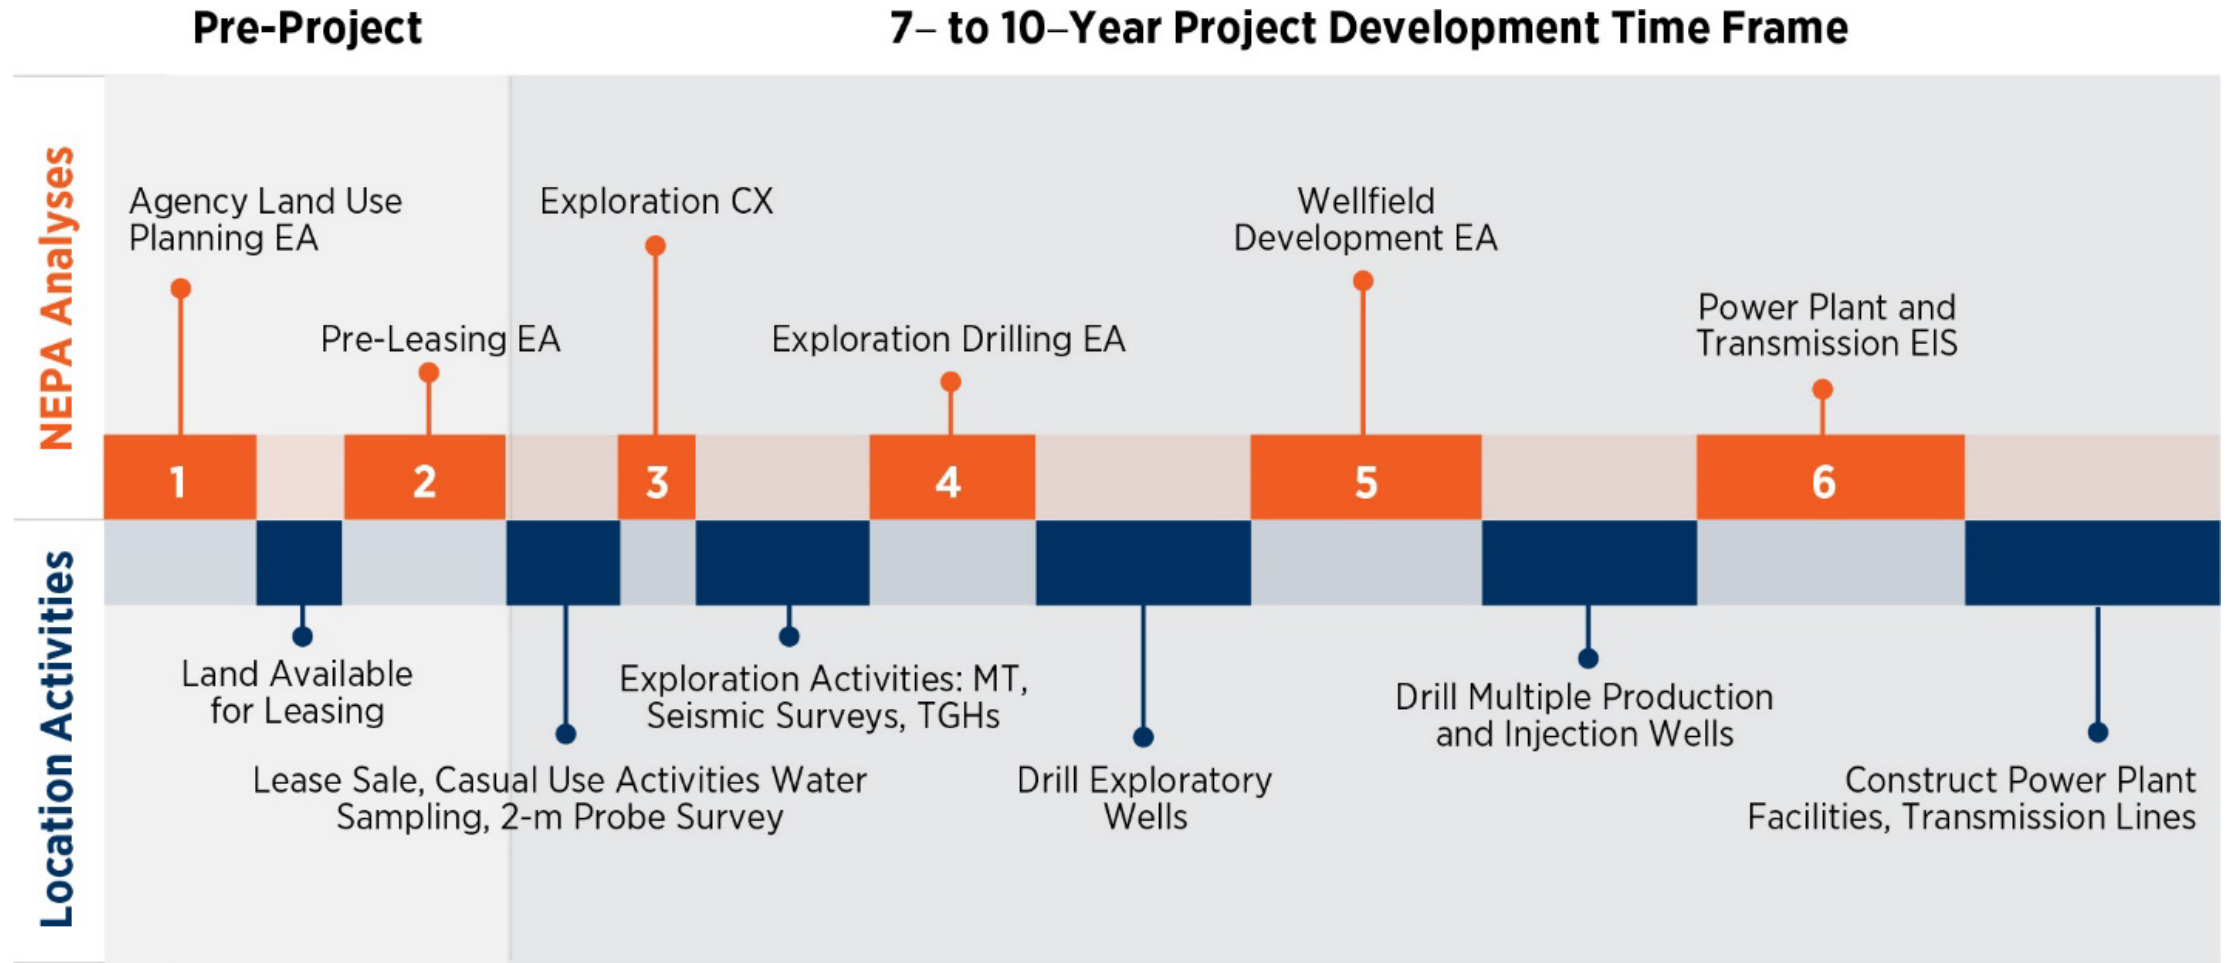 Pre-Project
7– to 10–Year Project Development Time Frame
NEPA Analyses
Agency Land Use
Planning EA
Pre-Leasing EA
Exploration CX
Exploration Drilling EA
Wellfield
Development EA
Power Plant and
Transmission EIS
1
2
3
4
5
6
Location Activities
Land Available
for Leasing
Lease Sale, Casual Use Activities Water
Sampling, 2-m Probe Survey
Exploration Activities: MT,
Seismic Surveys, TGHs
Drill Exploratory
Wells
Drill Multiple Production
and Injection Wells
Construct Power Plant
Facilities, Transmission Lines